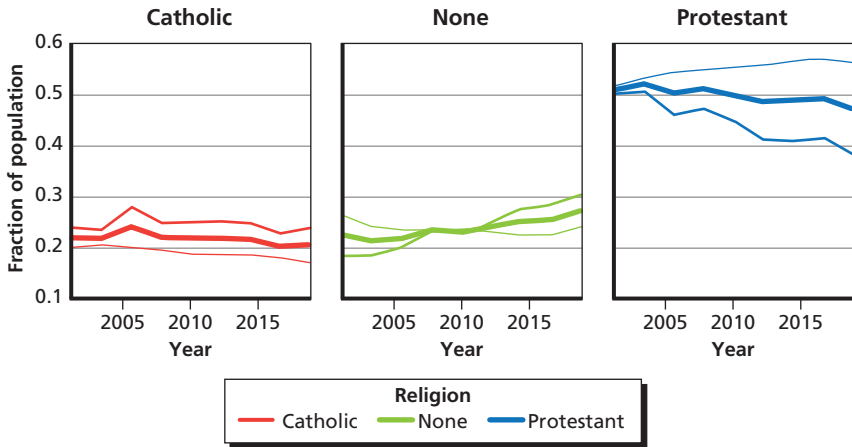 Catholic None Protestant
0.6
0.5
0.4
0.3
0.2
0.1
Fraction of population
2005 2010 2015 2005 2010 2015 2005 2010 2015
Year Year Year
Religion
Catholic None Protestant